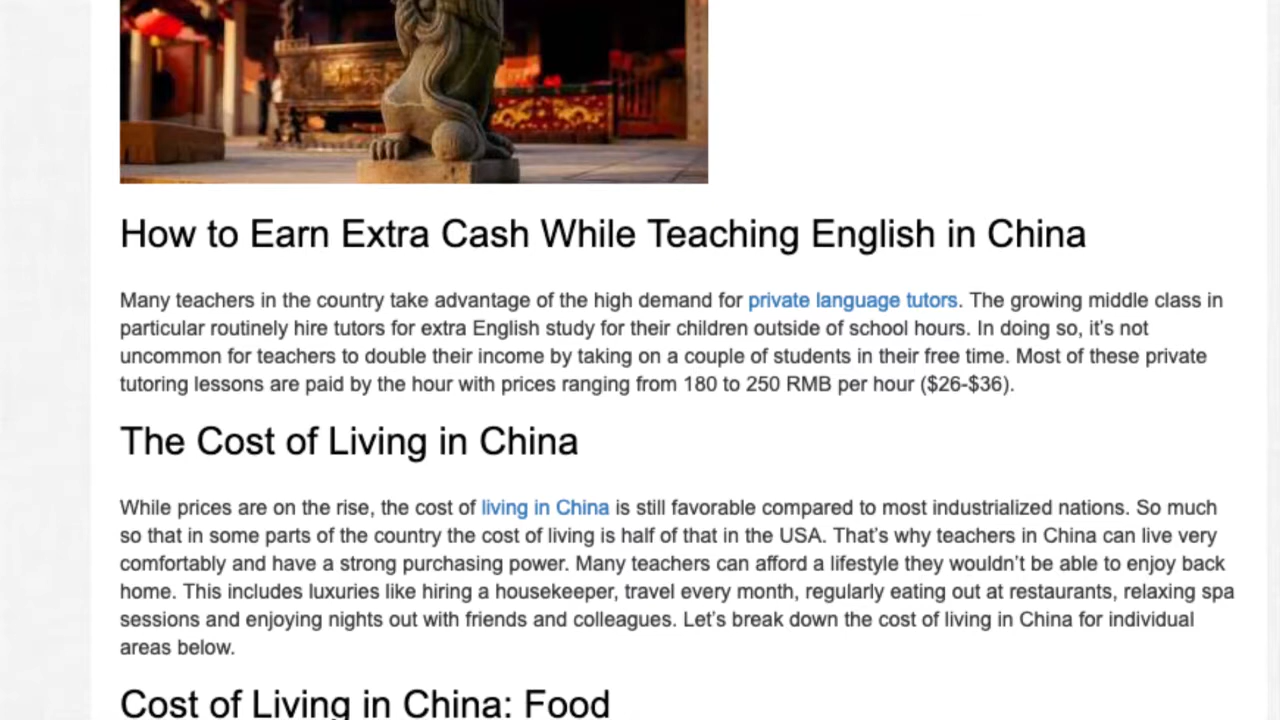 How to Earn Extra Cash While Teaching English in China
Many teachers in the country take advantage of the high demand for private language tutors. The growing middle class in
particular routinely hire tutors for extra English study for their children outside of school hours. In doing so, it’s not
uncommon for teachers to double their income by taking on a couple of students in their free time. Most of these private
tutoring lessons are paid by the hour with prices ranging from 180 to 250 RMB per hour ($26-$36).
The Cost of Living in China
While prices are on the rise, the cost of living in China is still favorable compared to most industrialized nations. So much
so that in some parts of the country the cost of living is half of that in the USA. That’s why teachers in China can live very
comfortably and have a strong purchasing power. Many teachers can afford a lifestyle they wouldn’t be able to enjoy back
home. This includes luxuries like hiring a housekeeper, travel every month, regularly eating out at restaurants, relaxing spa
sessions and enjoying nights out with friends and colleagues. Let’s break down the cost of living in China for individual
areas below.
Cost of Living in China: Food